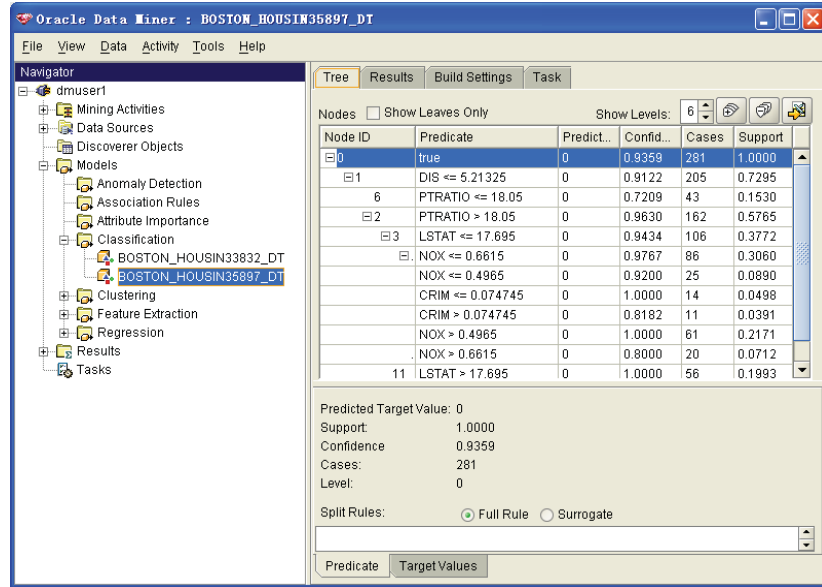 Oracle Data Miner : BOSTON_HOUSIN35897_DT
File View Data Activity Tools Help
Navigator
dmuser1
Mining Activities
Data Sources
Discoverer Objects
Models
Anomaly Detection
Association Rules
Attribute Importance
Classification
BOSTON_HOUSIN33832_DT
BOSTON_HOUSIN35897_DT
Clustering
Feature Extraction
Regression
Results
Tasks
Tree Results Build Settings Task
Nodes Show Leaves Only Show Levels: 6
Node ID Predicate Predict... Confid... Cases Support
0 true 0 0.9359 281 1.0000
1 DIS <= 5.21325 0 0.9122 205 0.7295
6 PTRATIO <= 18.05 0 0.7209 43 0.1530
2 PTRATIO > 18.05 0 0.9630 162 0.5765
3 LSTAT <= 17.695 0 0.9434 106 0.3772
. NOX <= 0.6615 0 0.9767 86 0.3060
NOX <= 0.4965 0 0.9200 25 0.0890
CRIM <= 0.074745 0 1.0000 14 0.0498
CRIM > 0.074745 0 0.8182 11 0.0391
NOX > 0.4965 0 1.0000 61 0.2171
. NOX > 0.6615 0 0.8000 20 0.0712
11 LSTAT > 17.695 0 1.0000 56 0.1993
Predicted Target Value: 0
Support: 1.0000
Confidence 0.9359
Cases: 281
Level: 0
Split Rules: Full Rule Surrogate
Predicate Target Values